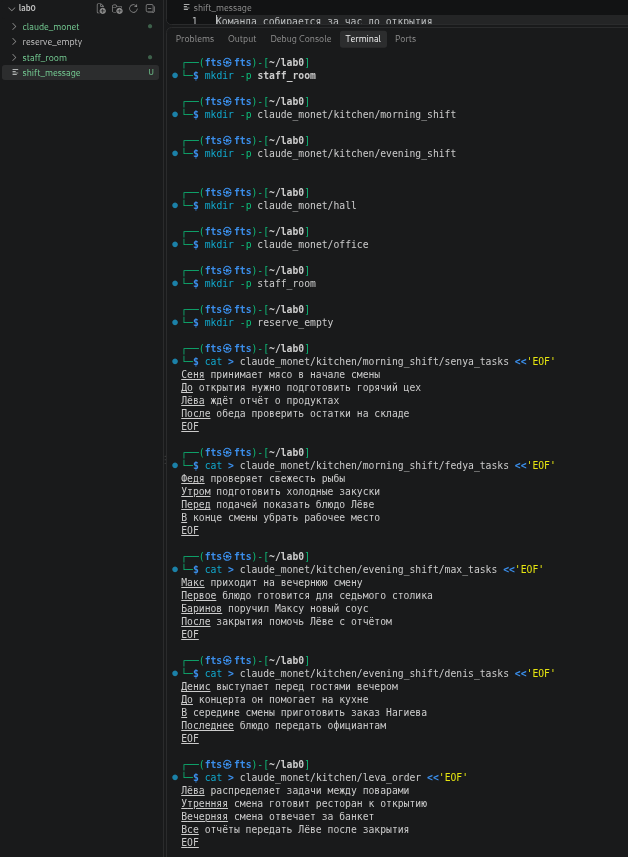 lab0
claude_monet
reserve_empty
staff_room
shift_message U
shift_message
1 Команда собирается за час до открытия
Problems Output Debug Console Terminal Ports
┌──(fts㉿fts)-[~/lab0]
└─$ mkdir -p staff_room
┌──(fts㉿fts)-[~/lab0]
└─$ mkdir -p claude_monet/kitchen/morning_shift
┌──(fts㉿fts)-[~/lab0]
└─$ mkdir -p claude_monet/kitchen/evening_shift
┌──(fts㉿fts)-[~/lab0]
└─$ mkdir -p claude_monet/hall
┌──(fts㉿fts)-[~/lab0]
└─$ mkdir -p claude_monet/office
┌──(fts㉿fts)-[~/lab0]
└─$ mkdir -p staff_room
┌──(fts㉿fts)-[~/lab0]
└─$ mkdir -p reserve_empty
┌──(fts㉿fts)-[~/lab0]
└─$ cat > claude_monet/kitchen/morning_shift/senya_tasks <<'EOF'
Сеня принимает мясо в начале смены
До открытия нужно подготовить горячий цех
Лёва ждёт отчёт о продуктах
После обеда проверить остатки на складе
EOF
┌──(fts㉿fts)-[~/lab0]
└─$ cat > claude_monet/kitchen/morning_shift/fedya_tasks <<'EOF'
Федя проверяет свежесть рыбы
Утром подготовить холодные закуски
Перед подачей показать блюдо Лёве
В конце смены убрать рабочее место
EOF
┌──(fts㉿fts)-[~/lab0]
└─$ cat > claude_monet/kitchen/evening_shift/max_tasks <<'EOF'
Макс приходит на вечернюю смену
Первое блюдо готовится для седьмого столика
Баринов поручил Максу новый соус
После закрытия помочь Лёве с отчётом
EOF
┌──(fts㉿fts)-[~/lab0]
└─$ cat > claude_monet/kitchen/evening_shift/denis_tasks <<'EOF'
Денис выступает перед гостями вечером
До концерта он помогает на кухне
В середине смены приготовить заказ Нагиева
Последнее блюдо передать официантам
EOF
┌──(fts㉿fts)-[~/lab0]
└─$ cat > claude_monet/kitchen/leva_order <<'EOF'
Лёва распределяет задачи между поварами
Утренняя смена готовит ресторан к открытию
Вечерняя смена отвечает за банкет
Все отчёты передать Лёве после закрытия
EOF